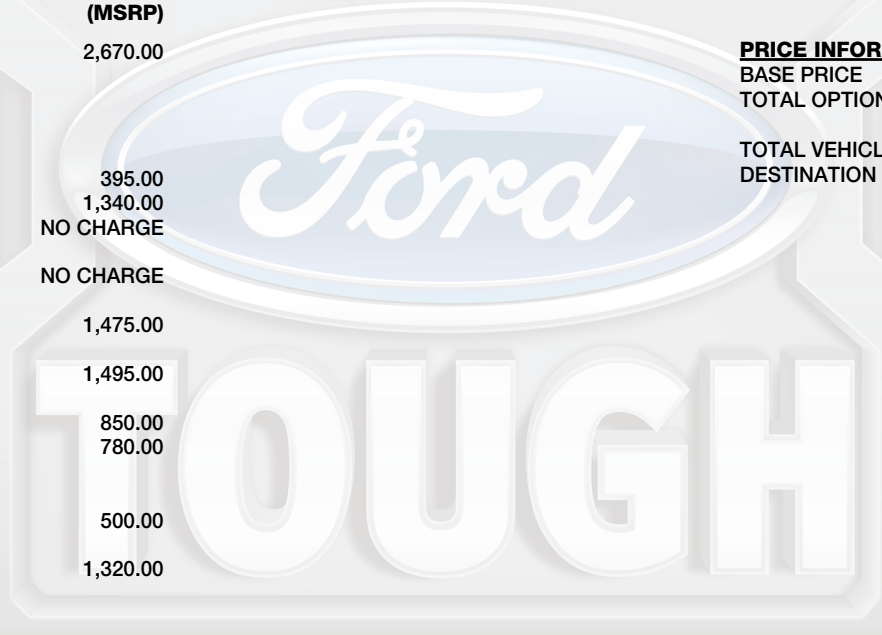 (MSRP)
2,670.00
395.00
1,340.00
NO CHARGE
NO CHARGE
1,475.00
1,495.00
850.00
780.00
500.00
1,320.00
PRICE INFOR
BASE PRICE
TOTAL OPTION
TOTAL VEHICL
DESTINATION
Ford
TOUGH